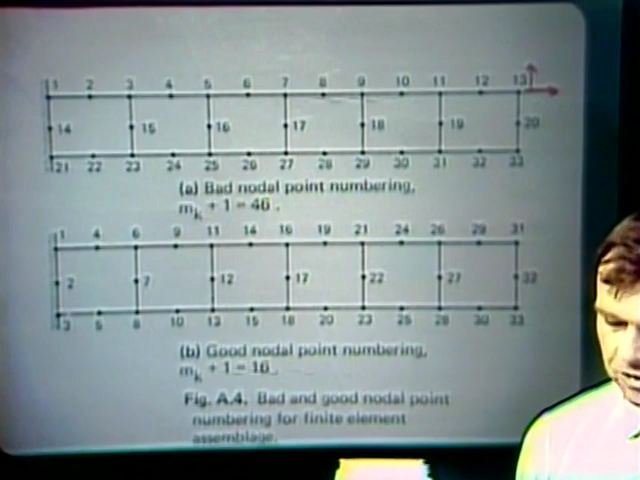 1 2 3 4 5 6 7 8 9 10 11 12 13
14 15 16 17 18 19 20
21 22 23 24 25 26 27 28 29 30 31 32 33
(a) Bad nodal point numbering,
mk + 1 = 46.
1 4 6 9 11 14 16 19 21 24 26 29 31
2 7 12 17 22 27 32
3 5 8 10 13 15 18 20 23 25 28 30 33
(b) Good nodal point numbering,
mk + 1 = 16.
Fig. A.4. Bad and good nodal point
numbering for finite element
assemblage.